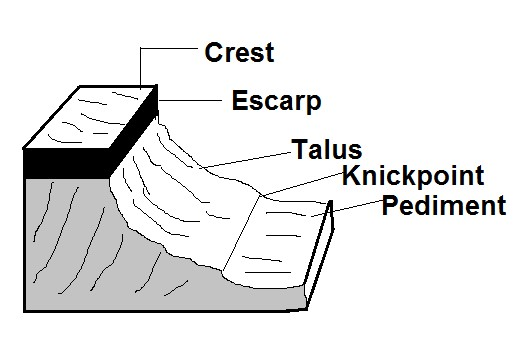 Crest
Escarp
Talus
Knickpoint
Pediment